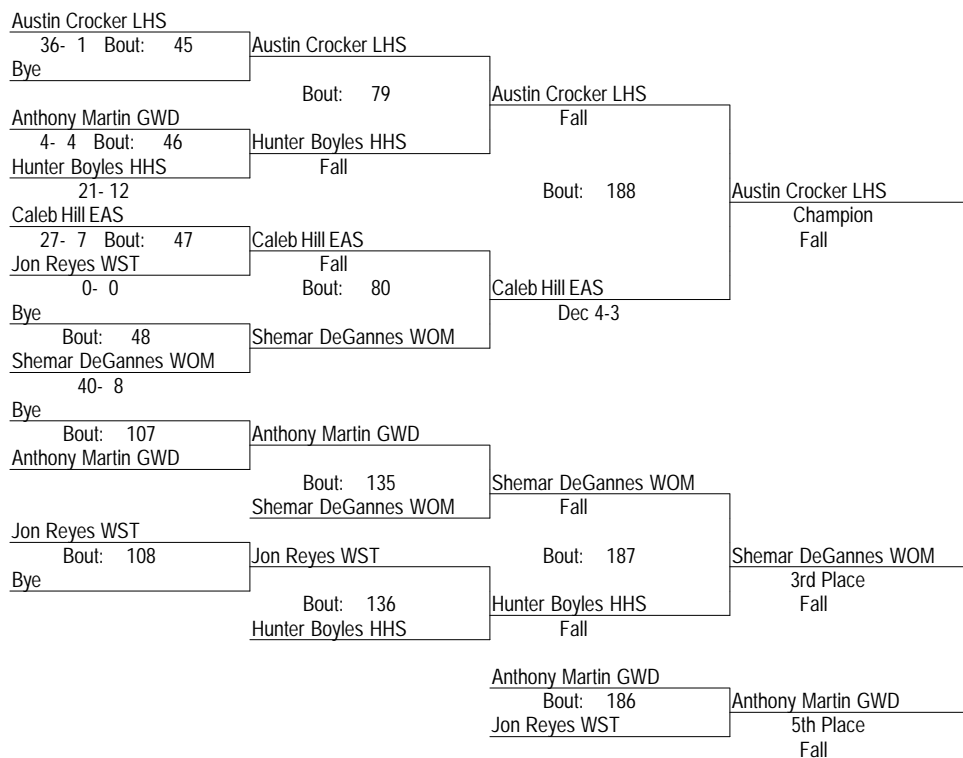 Austin Crocker LHS
36- 1 Bout: 45
Bye
Austin Crocker LHS
Bout: 79
Anthony Martin GWD
4- 4 Bout: 46
Hunter Boyles HHS
21- 12
Hunter Boyles HHS
Fall
Austin Crocker LHS
Fall
Bout: 188
Caleb Hill EAS
27- 7 Bout: 47
Jon Reyes WST
0- 0
Caleb Hill EAS
Fall
Bout: 80
Bye
Bout: 48
Shemar DeGannes WOM
40- 8
Shemar DeGannes WOM
Caleb Hill EAS
Dec 4-3
Austin Crocker LHS
Champion
Fall
Bye
Bout: 107
Anthony Martin GWD
Anthony Martin GWD
Bout: 135
Shemar DeGannes WOM
Shemar DeGannes WOM
Fall
Bout: 187
Jon Reyes WST
Bout: 108
Bye
Jon Reyes WST
Bout: 136
Hunter Boyles HHS
Hunter Boyles HHS
Fall
Shemar DeGannes WOM
3rd Place
Fall
Anthony Martin GWD
Bout: 186
Jon Reyes WST
Anthony Martin GWD
5th Place
Fall